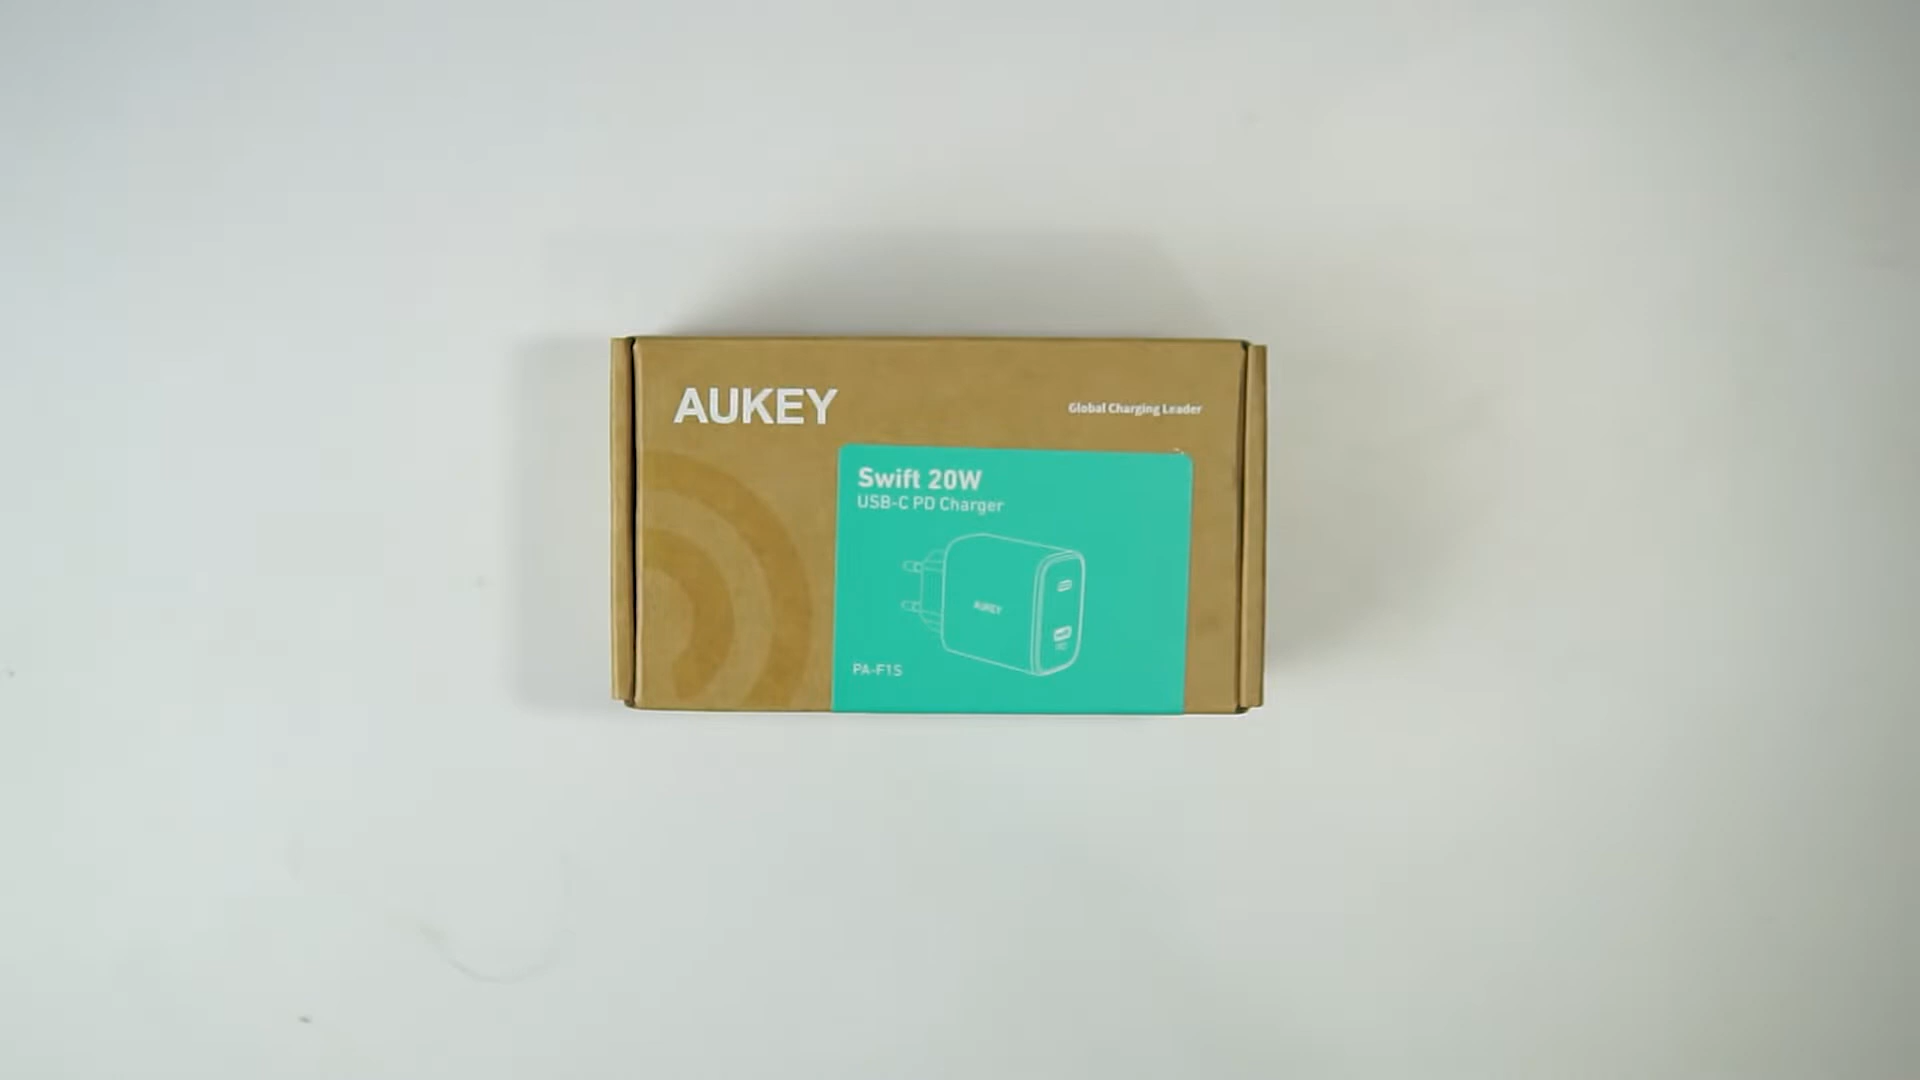 AUKEY
Global Charging Leader
Swift 20W
USB-C PD Charger
AUKEY
PA-F1S